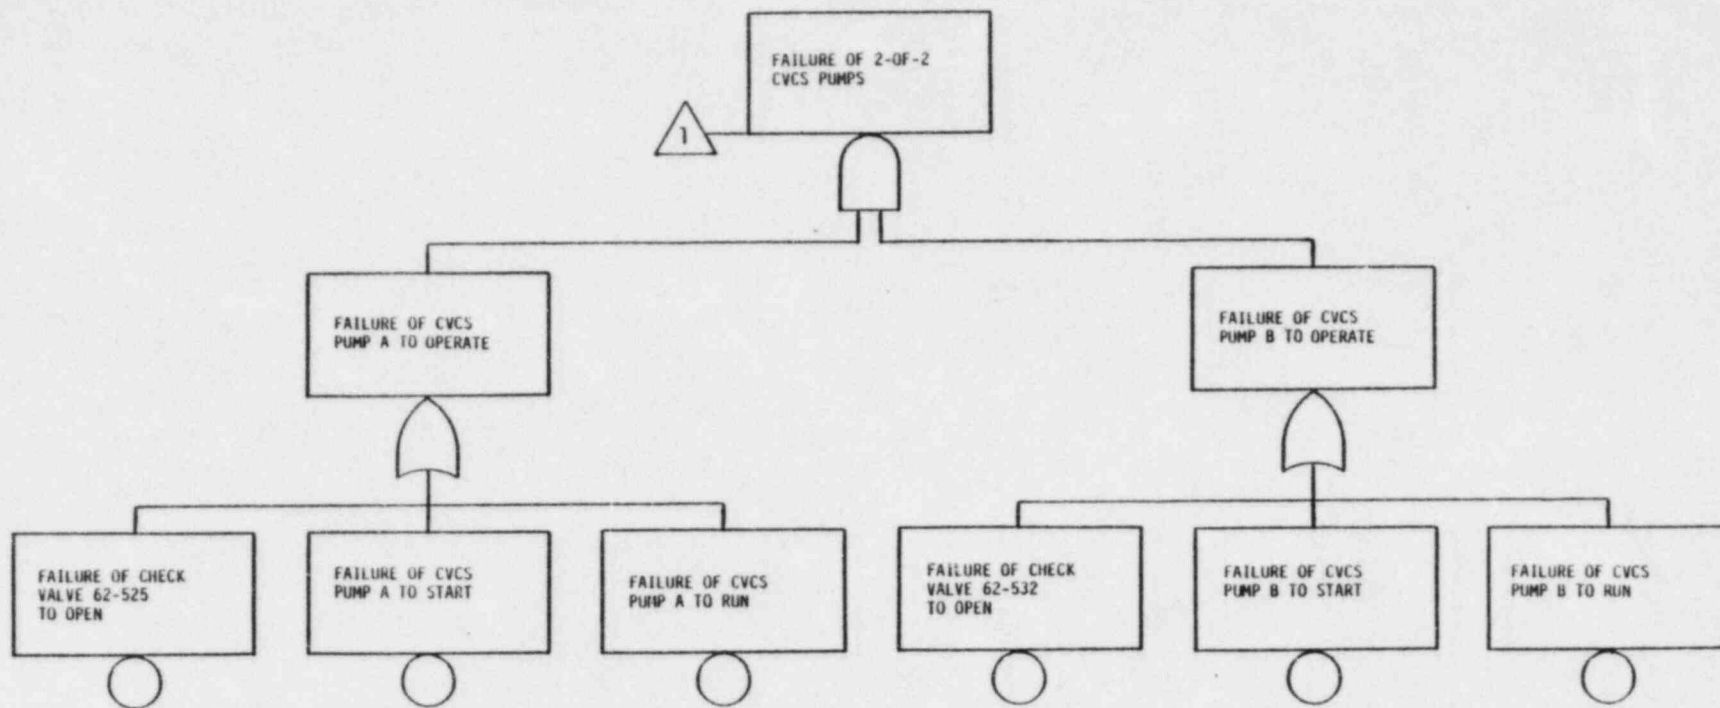 FAILURE OF 2-OF-2
CVCS PUMPS
1
FAILURE OF CVCS
PUMP A TO OPERATE
FAILURE OF CVCS
PUMP B TO OPERATE
FAILURE OF CHECK
VALVE 62-525
TO OPEN
FAILURE OF CVCS
PUMP A TO START
FAILURE OF CVCS
PUMP A TO RUN
FAILURE OF CHECK
VALVE 62-532
TO OPEN
FAILURE OF CVCS
PUMP B TO START
FAILURE OF CVCS
PUMP B TO RUN